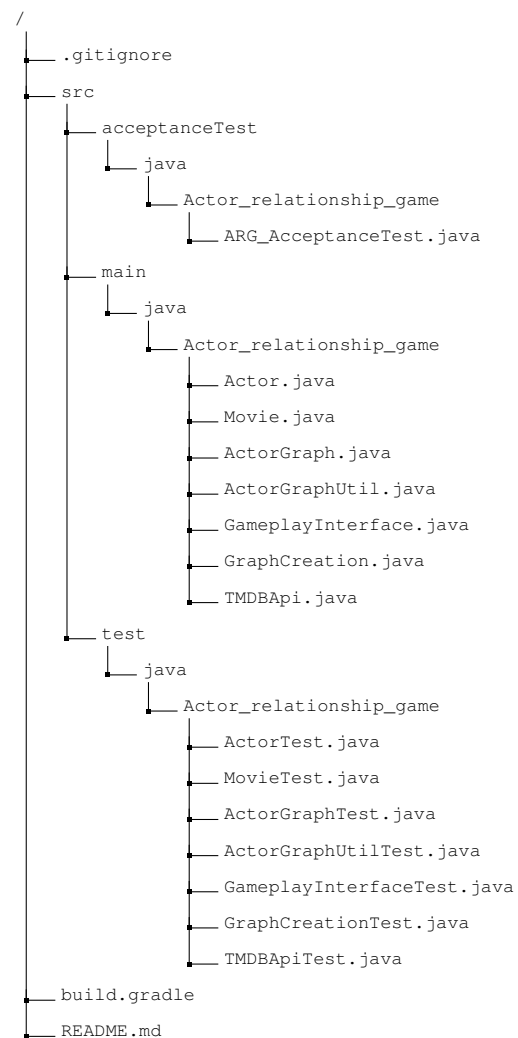 /
.gitignore
src
acceptanceTest
java
Actor_relationship_game
ARG_AcceptanceTest.java
main
java
Actor_relationship_game
Actor.java
Movie.java
ActorGraph.java
ActorGraphUtil.java
GameplayInterface.java
GraphCreation.java
TMDBApi.java
test
java
Actor_relationship_game
ActorTest.java
MovieTest.java
ActorGraphTest.java
ActorGraphUtilTest.java
GameplayInterfaceTest.java
GraphCreationTest.java
TMDBApiTest.java
build.gradle
README.md